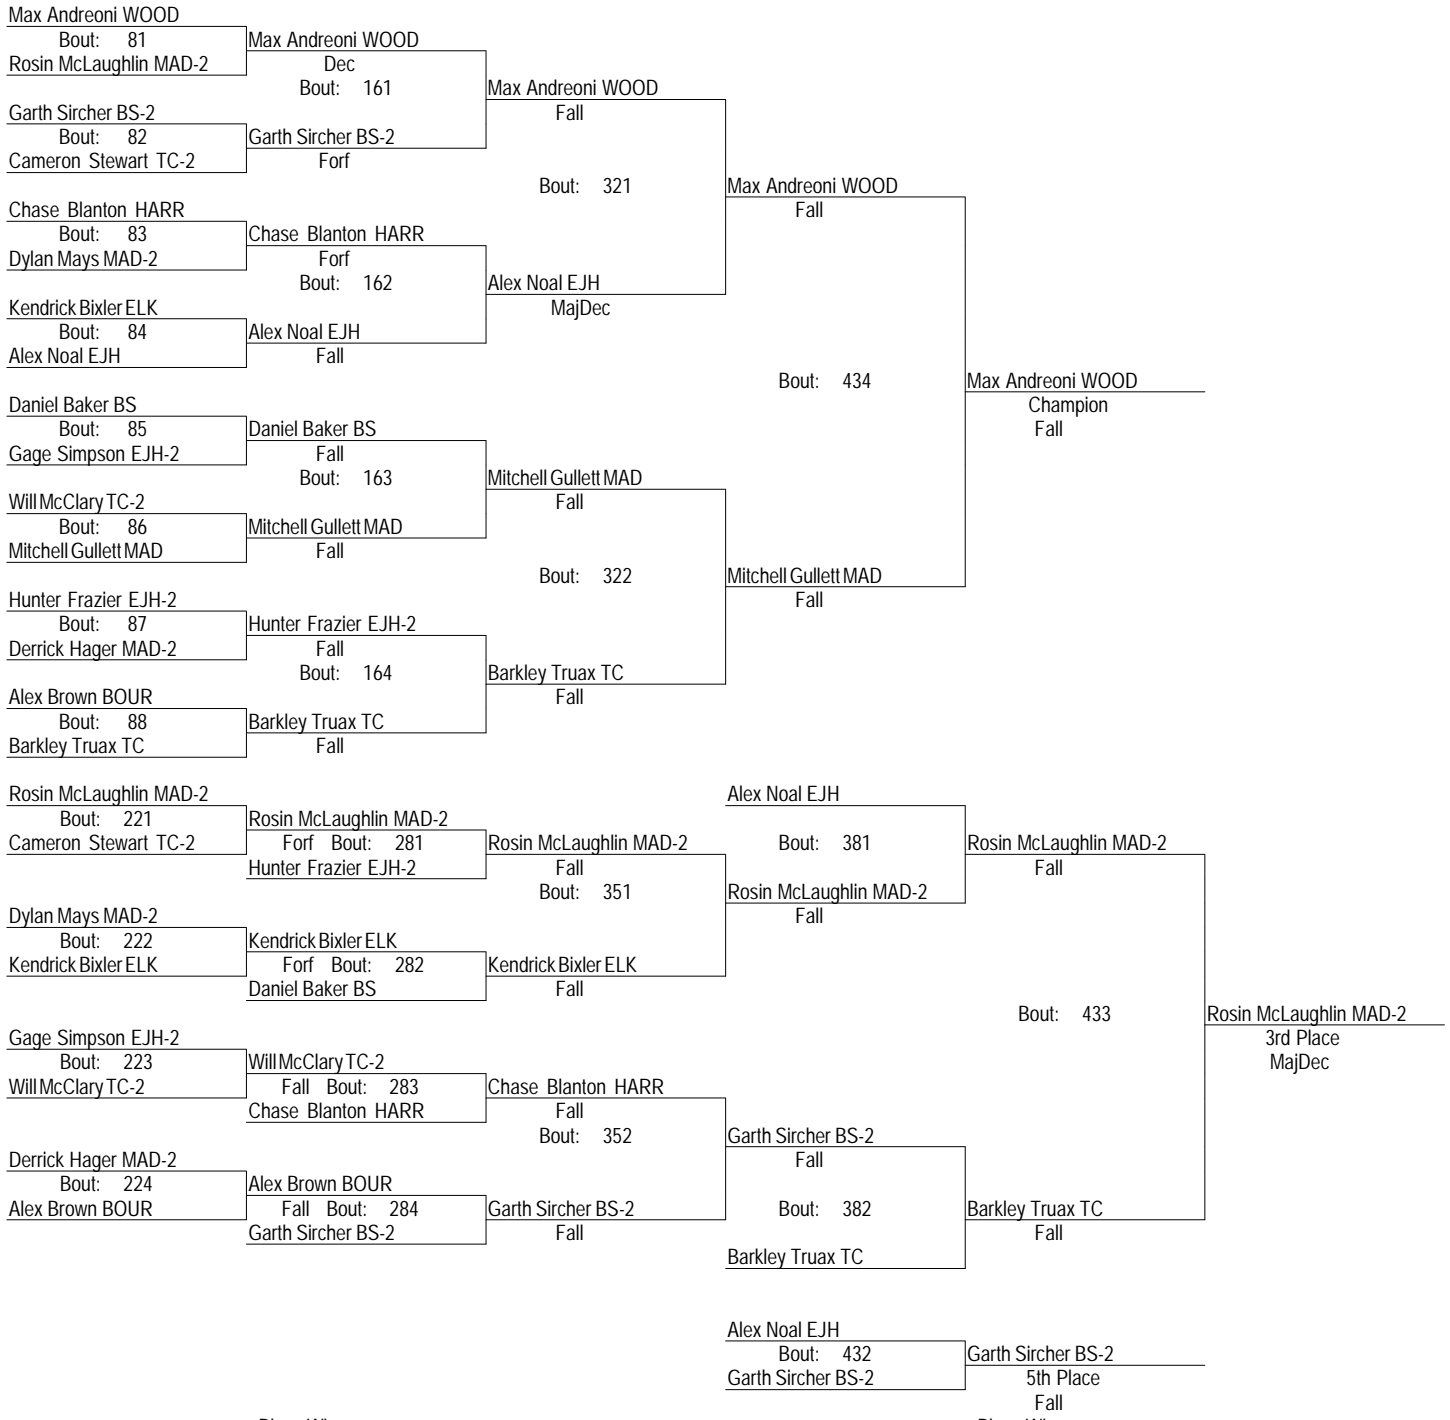 Max Andreoni WOOD
Bout: 81
Max Andreoni WOOD
Rosin McLaughlin MAD-2
Dec
Bout: 161
Max Andreoni WOOD
Garth Sircher BS-2
Fall
Bout: 82
Garth Sircher BS-2
Cameron Stewart TC-2
Forf
Bout: 321
Max Andreoni WOOD
Chase Blanton HARR
Fall
Bout: 83
Chase Blanton HARR
Dylan Mays MAD-2
Forf
Bout: 162
Alex Noal EJH
Kendrick Bixler ELK
MajDec
Bout: 84
Alex Noal EJH
Alex Noal EJH
Fall
Bout: 434
Max Andreoni WOOD
Daniel Baker BS
Champion
Bout: 85
Daniel Baker BS
Fall
Gage Simpson EJH-2
Fall
Bout: 163
Mitchell Gullett MAD
Will McClary TC-2
Fall
Bout: 86
Mitchell Gullett MAD
Mitchell Gullett MAD
Fall
Bout: 322
Mitchell Gullett MAD
Hunter Frazier EJH-2
Fall
Bout: 87
Hunter Frazier EJH-2
Derrick Hager MAD-2
Fall
Bout: 164
Barkley Truax TC
Alex Brown BOUR
Fall
Bout: 88
Barkley Truax TC
Barkley Truax TC
Fall
Rosin McLaughlin MAD-2
Alex Noal EJH
Bout: 221
Rosin McLaughlin MAD-2
Cameron Stewart TC-2
Forf Bout: 281
Rosin McLaughlin MAD-2
Bout: 381
Rosin McLaughlin MAD-2
Hunter Frazier EJH-2
Fall
Fall
Bout: 351
Rosin McLaughlin MAD-2
Dylan Mays MAD-2
Fall
Bout: 222
Kendrick Bixler ELK
Kendrick Bixler ELK
Forf Bout: 282
Kendrick Bixler ELK
Daniel Baker BS
Fall
Bout: 433
Rosin McLaughlin MAD-2
Gage Simpson EJH-2
3rd Place
Bout: 223
Will McClary TC-2
MajDec
Will McClary TC-2
Fall Bout: 283
Chase Blanton HARR
Chase Blanton HARR
Fall
Bout: 352
Garth Sircher BS-2
Derrick Hager MAD-2
Fall
Bout: 224
Alex Brown BOUR
Alex Brown BOUR
Fall Bout: 284
Garth Sircher BS-2
Bout: 382
Barkley Truax TC
Garth Sircher BS-2
Fall
Fall
Barkley Truax TC
Alex Noal EJH
Bout: 432
Garth Sircher BS-2
Garth Sircher BS-2
5th Place
Fall